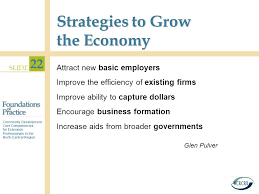 Strategies to Grow
the Economy
SLIDE 22
Attract new basic employers
Improve the efficiency of existing firms
Improve ability to capture dollars
Encourage business formation
Increase aids from broader governments
Glen Pulver
Foundations
of Practice
Community Development
Core Competencies
for Extension
Professionals in the
North Central Region